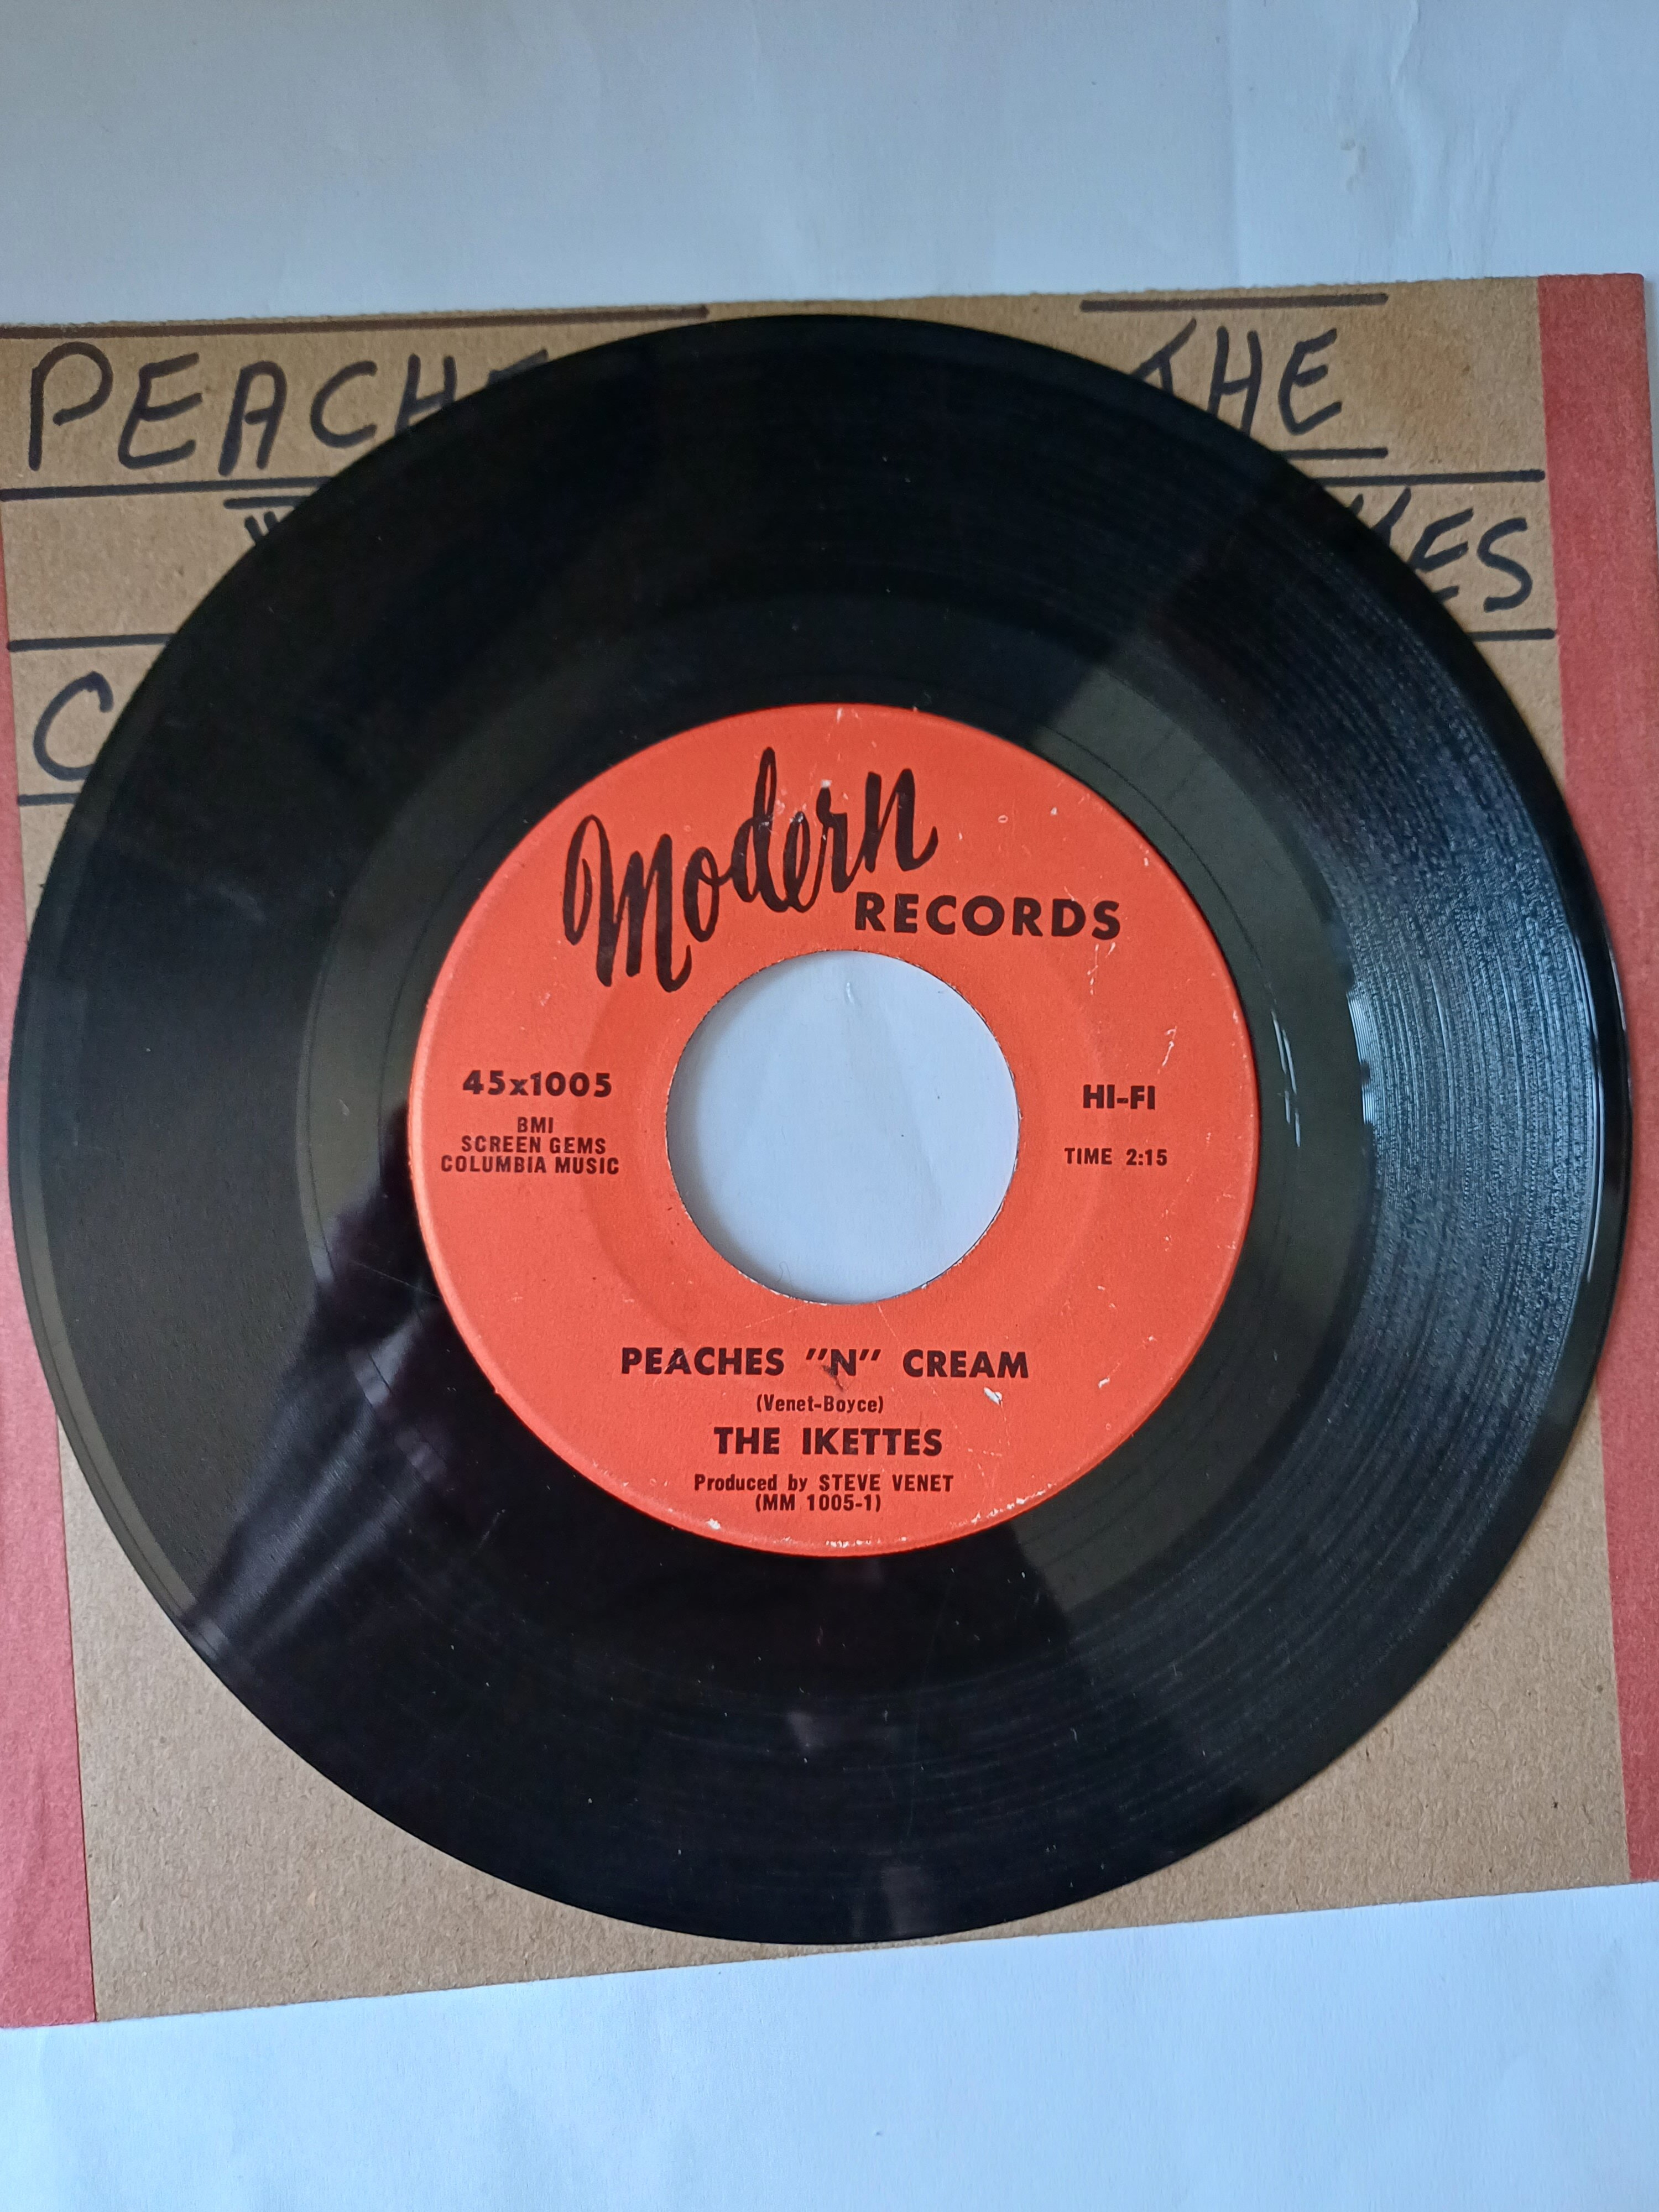 THE
Modern
RECORDS
45x1005
BMI
SCREEN GEMS
COLUMBIA MUSIC
HI-FI
TIME 2:15
PEACHES "N" CREAM
(Venet-Boyce)
THE IKETTES
Produced by STEVE VENET
(MM 1005-1)